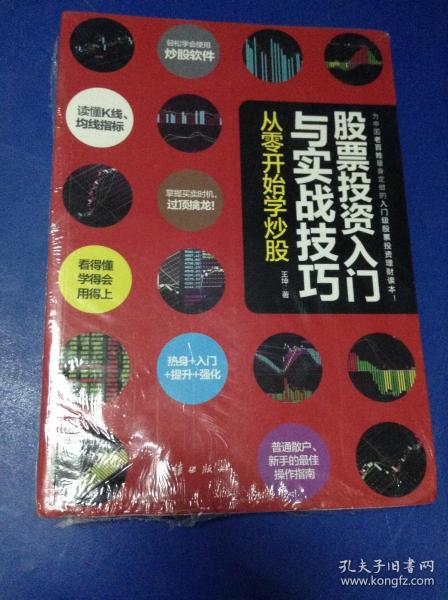 轻松学会使用
炒股软件
读懂K线、
均线指标
为中国老百姓量身定做的入门级股票投资理财读本！
股票投资入门
与实战技巧
从零开始学炒股
王坤·著
掌握买卖时机，
过顶擒龙！
看得懂
学得会
用得上
热身+入门
+提升+强化
普通散户、
新手的最佳
操作指南
孔夫子旧书网
www.kongfz.com